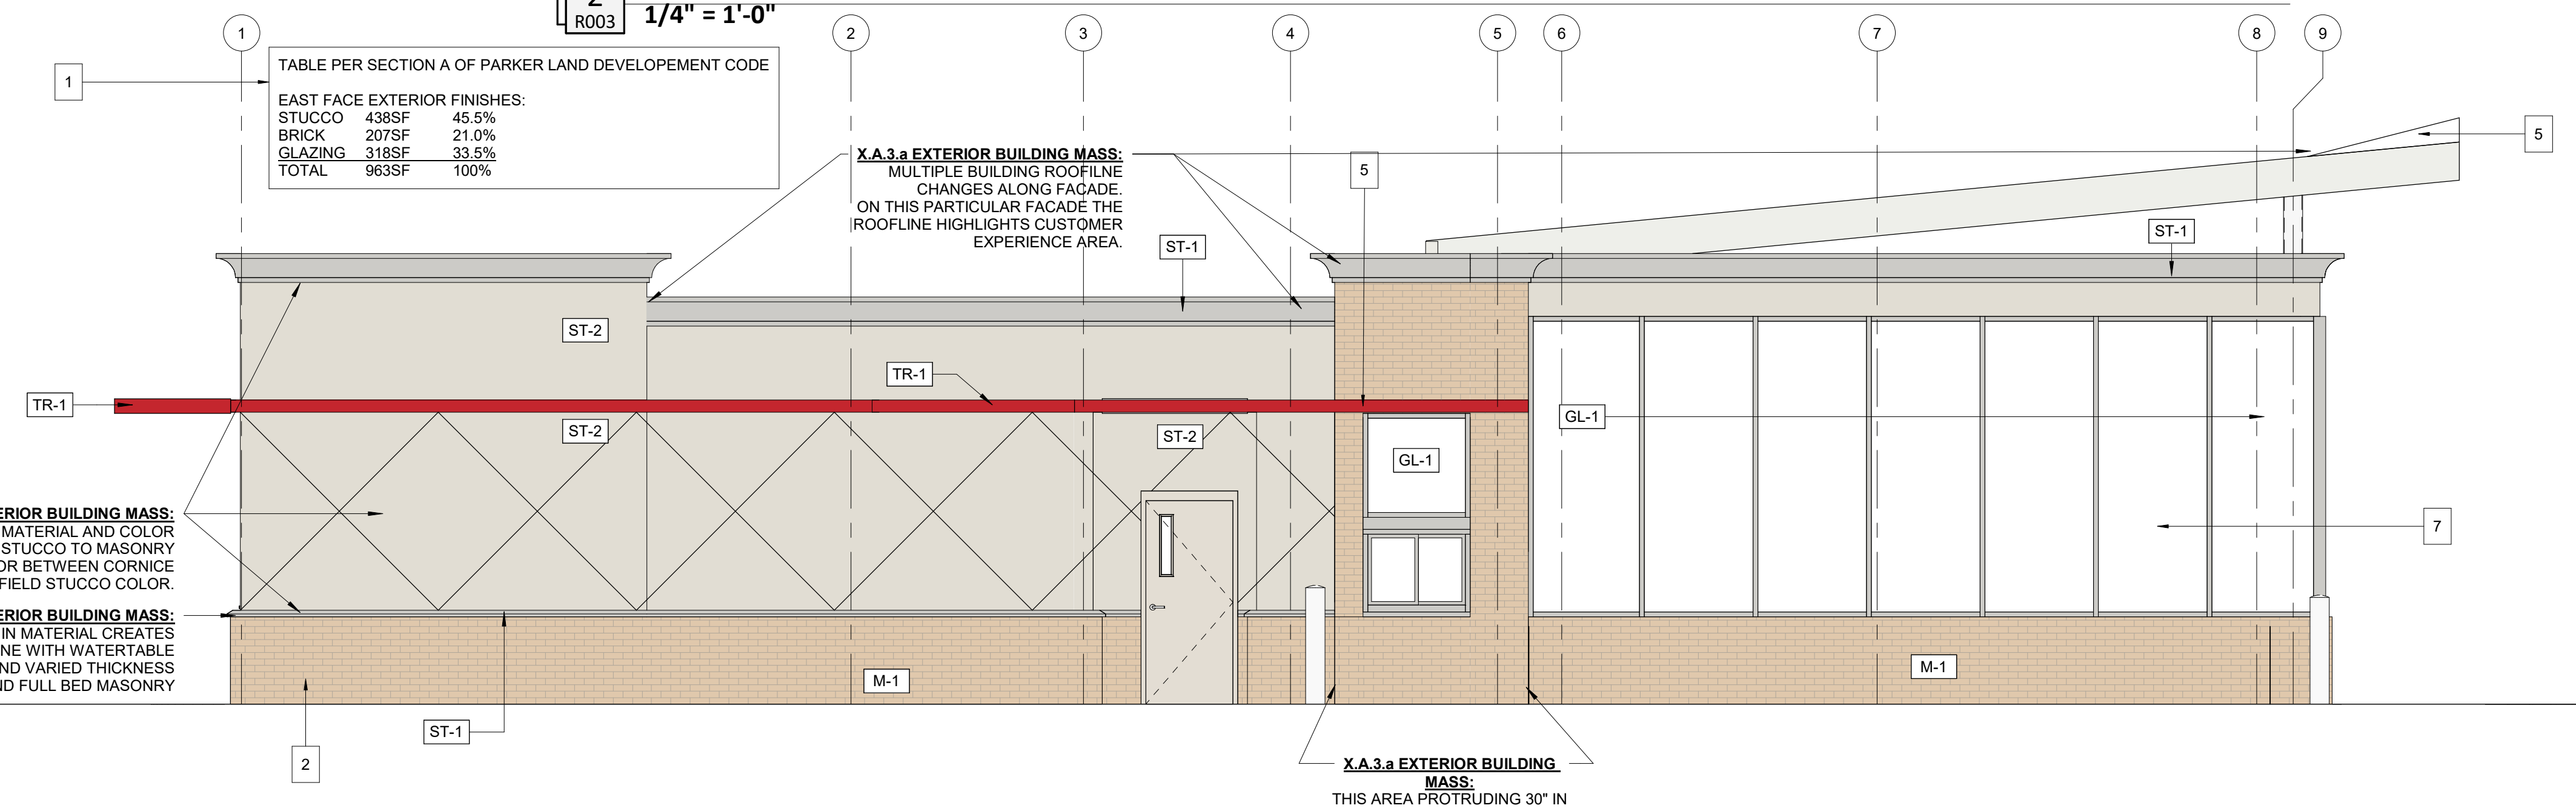 2
R003
1/4" = 1'-0"
1
2
3
4
5
6
7
8
9
1
TABLE PER SECTION A OF PARKER LAND DEVELOPEMENT CODE
EAST FACE EXTERIOR FINISHES:
STUCCO 438SF 45.5%
BRICK 207SF 21.0%
GLAZING 318SF 33.5%
TOTAL 963SF 100%
X.A.3.a EXTERIOR BUILDING MASS:
MULTIPLE BUILDING ROOFILNE
CHANGES ALONG FACADE.
ON THIS PARTICULAR FACADE THE
ROOFLINE HIGHLIGHTS CUSTOMER
EXPERIENCE AREA.
5
5
ST-1
ST-1
ST-2
TR-1
TR-1
ST-2
ST-2
GL-1
GL-1
7
ERIOR BUILDING MASS:
MATERIAL AND COLOR
STUCCO TO MASONRY
OR BETWEEN CORNICE
FIELD STUCCO COLOR.
ERIOR BUILDING MASS:
IN MATERIAL CREATES
NE WITH WATERTABLE
ND VARIED THICKNESS
ND FULL BED MASONRY
M-1
M-1
ST-1
2
X.A.3.a EXTERIOR BUILDING
MASS:
THIS AREA PROTRUDING 30" IN